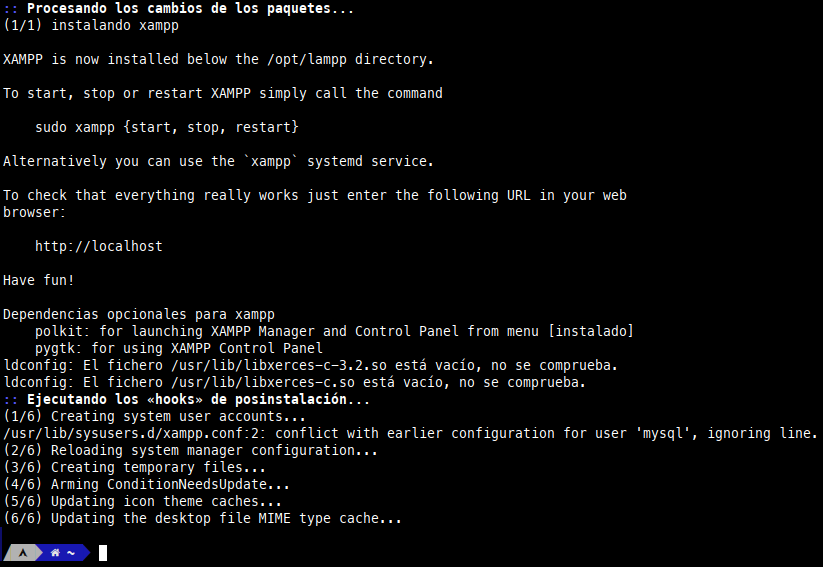 :: Procesando los cambios de los paquetes...
(1/1) instalando xampp
XAMPP is now installed below the /opt/lampp directory.
To start, stop or restart XAMPP simply call the command
sudo xampp {start, stop, restart}
Alternatively you can use the `xampp` systemd service.
To check that everything really works just enter the following URL in your web
browser:
http://localhost
Have fun!
Dependencias opcionales para xampp
polkit: for launching XAMPP Manager and Control Panel from menu [instalado]
pygtk: for using XAMPP Control Panel
ldconfig: El fichero /usr/lib/libxerces-c-3.2.so está vacío, no se comprueba.
ldconfig: El fichero /usr/lib/libxerces-c.so está vacío, no se comprueba.
:: Ejecutando los «hooks» de posinstalación...
(1/6) Creating system user accounts...
/usr/lib/sysusers.d/xampp.conf:2: conflict with earlier configuration for user 'mysql', ignoring line.
(2/6) Reloading system manager configuration...
(3/6) Creating temporary files...
(4/6) Arming ConditionNeedsUpdate...
(5/6) Updating icon theme caches...
(6/6) Updating the desktop file MIME type cache...
~